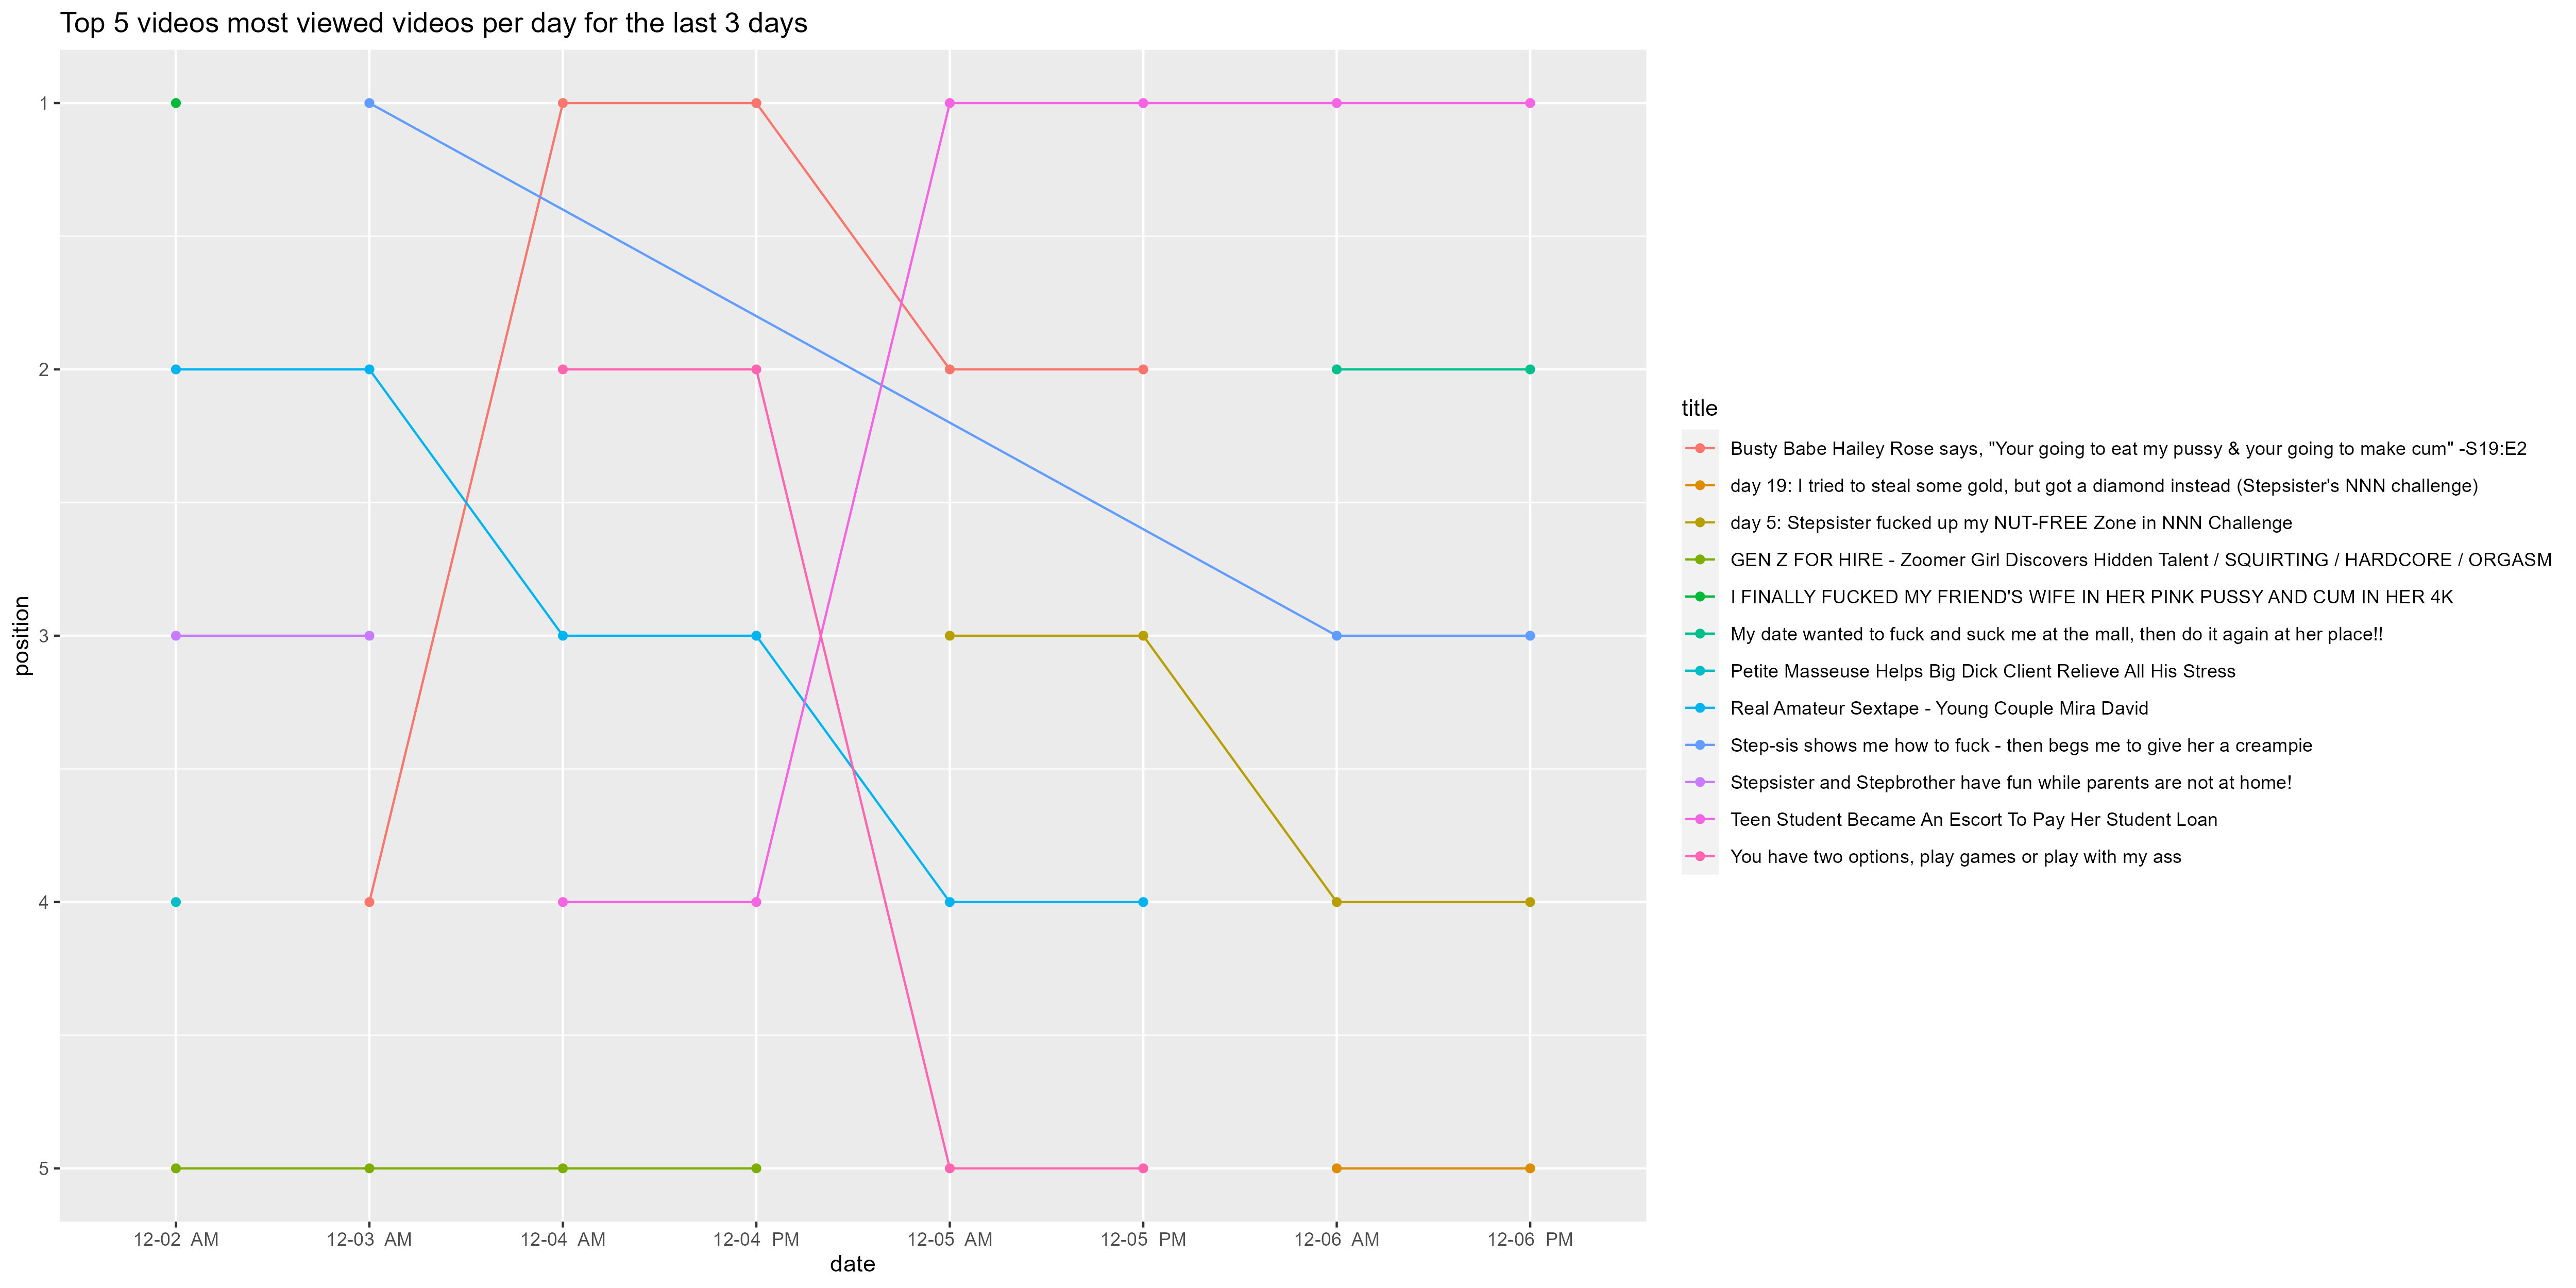 Top 5 videos most viewed videos per day for the last 3 days
position
1
2
3
4
5
12-02 AM
12-03 AM
12-04 AM
12-04 PM
12-05 AM
12-05 PM
12-06 AM
12-06 PM
date
title
Busty Babe Hailey Rose says, "Your going to eat my pussy & your going to make cum" -S19:E2
day 19: I tried to steal some gold, but got a diamond instead (Stepsister's NNN challenge)
day 5: Stepsister fucked up my NUT-FREE Zone in NNN Challenge
GEN Z FOR HIRE - Zoomer Girl Discovers Hidden Talent / SQUIRTING / HARDCORE / ORGASM
I FINALLY FUCKED MY FRIEND'S WIFE IN HER PINK PUSSY AND CUM IN HER 4K
My date wanted to fuck and suck me at the mall, then do it again at her place!!
Petite Masseuse Helps Big Dick Client Relieve All His Stress
Real Amateur Sextape - Young Couple Mira David
Step-sis shows me how to fuck - then begs me to give her a creampie
Stepsister and Stepbrother have fun while parents are not at home!
Teen Student Became An Escort To Pay Her Student Loan
You have two options, play games or play with my ass